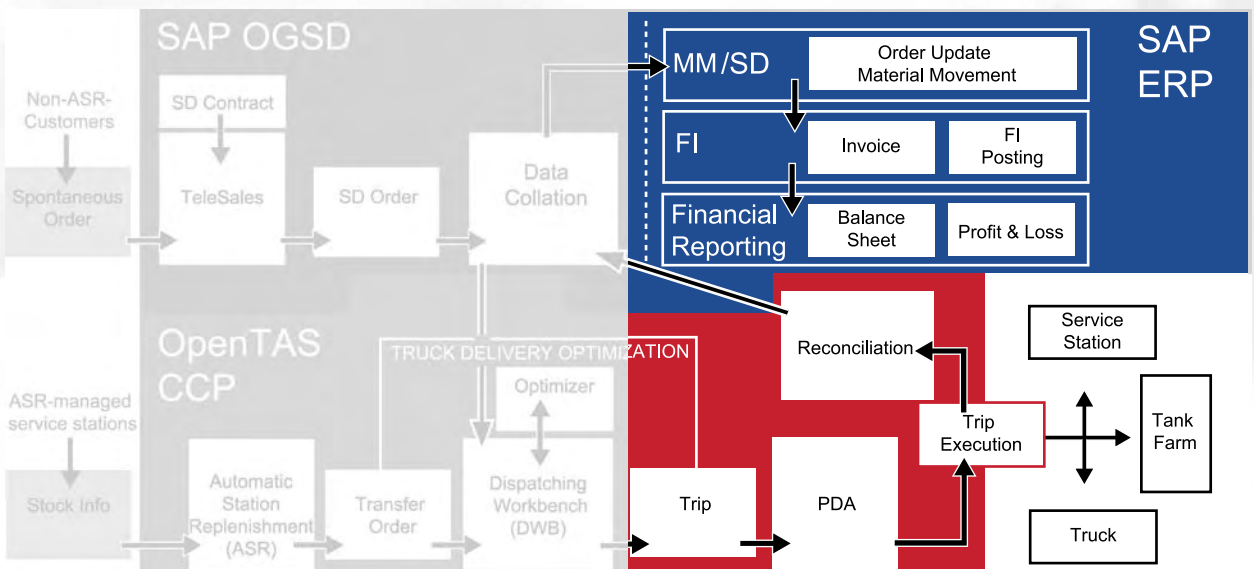 SAP OGSD
Non-ASR-
Customers
Spontaneous
Order
SD Contract
TeleSales
SD Order
Data
Collation
MM/SD
Order Update
Material Movement
SAP
ERP
FI
Invoice
FI
Posting
Financial
Reporting
Balance
Sheet
Profit & Loss
OpenTAS
CCP
TRUCK DELIVERY OPTIMIZATION
ASR-managed
service stations
Stock Info
Automatic
Station
Replenishment
(ASR)
Transfer
Order
Optimizer
Dispatching
Workbench
(DWB)
Trip
PDA
Reconciliation
Trip
Execution
Service
Station
Tank
Farm
Truck